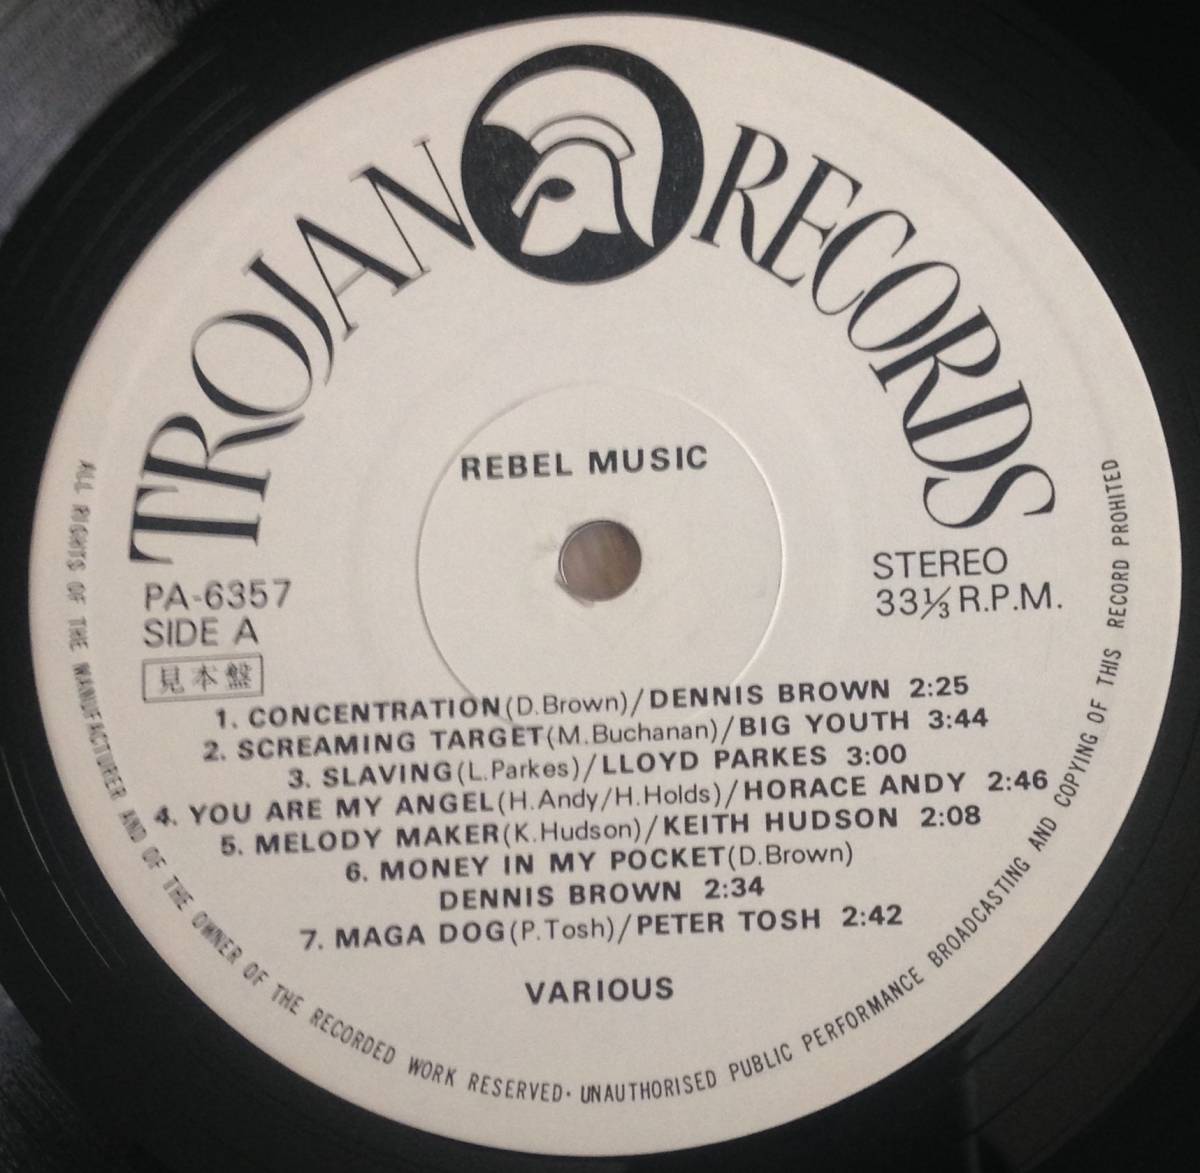 TROJAN RECORDS
REBEL MUSIC
PA-6357
SIDE A
見本盤
STEREO
33⅓ R.P.M.
1. CONCENTRATION(D.Brown)/DENNIS BROWN 2:25
2. SCREAMING TARGET(M.Buchanan)/BIG YOUTH 3:44
3. SLAVING(L.Parkes)/LLOYD PARKES 3:00
4. YOU ARE MY ANGEL(H.Andy/H.Holds)/HORACE ANDY 2:46
5. MELODY MAKER(K.Hudson)/KEITH HUDSON 2:08
6. MONEY IN MY POCKET(D.Brown)
DENNIS BROWN 2:34
7. MAGA DOG(P.Tosh)/PETER TOSH 2:42
VARIOUS
ALL RIGHTS OF THE MANUFACTURER AND OF THE OWNER OF THE RECORDED WORK RESERVED· UNAUTHORISED PUBLIC PERFORMANCE BROADCASTING AND COPYING OF THIS RECORD PROHITED